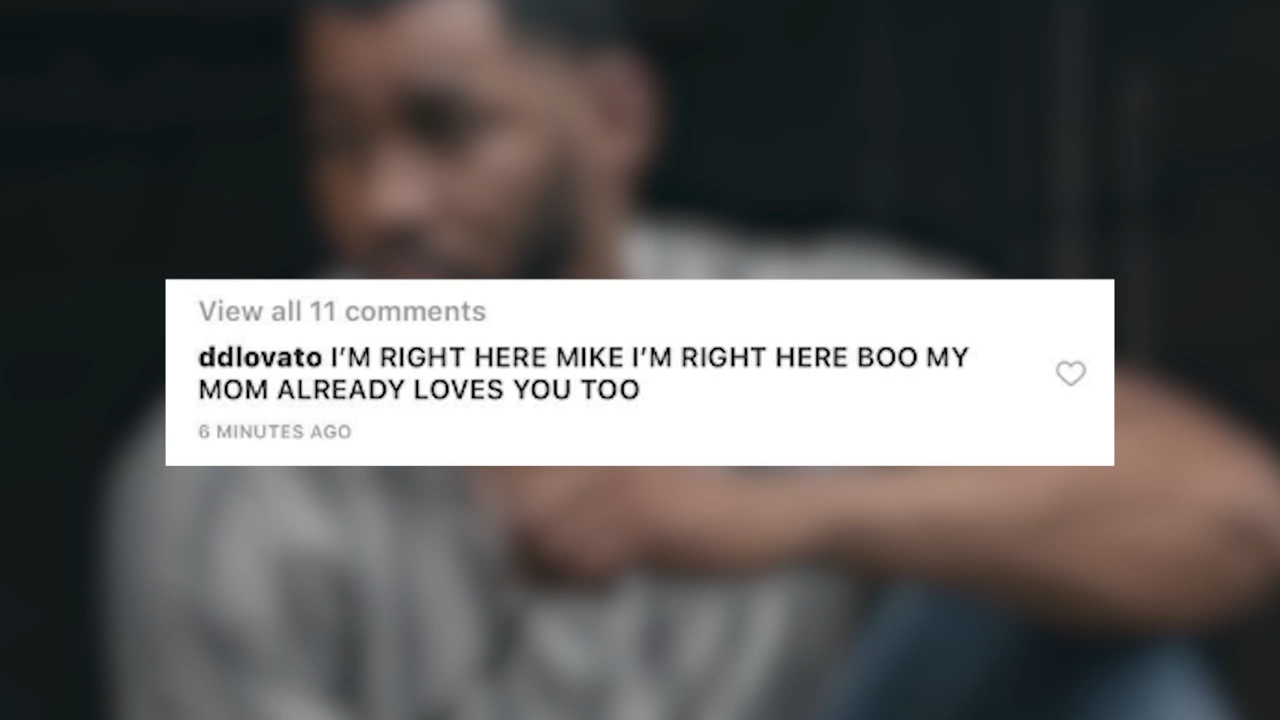 View all 11 comments
ddlovato I’M RIGHT HERE MIKE I’M RIGHT HERE BOO MY
MOM ALREADY LOVES YOU TOO
6 MINUTES AGO